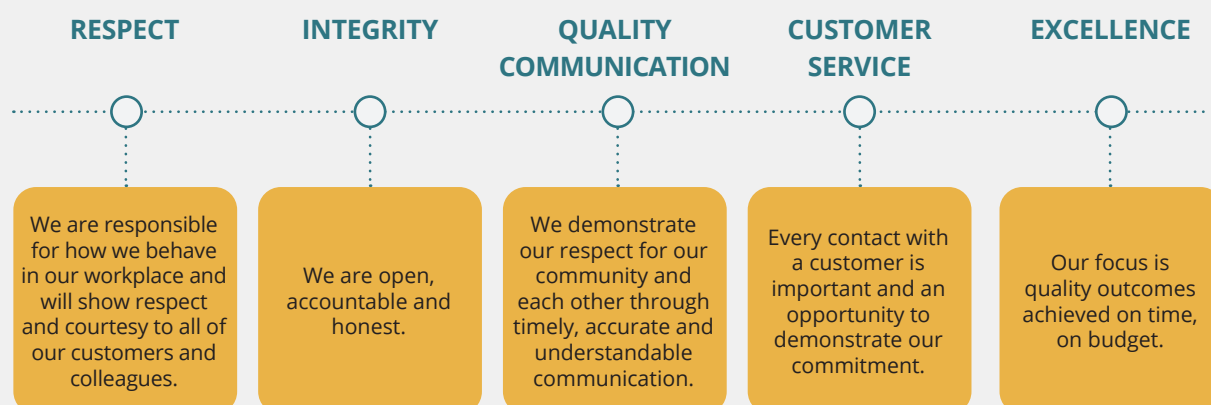 RESPECT
We are responsible
for how we behave
in our workplace and
will show respect
and courtesy to all of
our customers and
colleagues.
INTEGRITY
We are open,
accountable and
honest.
QUALITY
COMMUNICATION
We demonstrate
our respect for our
community and
each other through
timely, accurate and
understandable
communication.
CUSTOMER
SERVICE
Every contact with
a customer is
important and an
opportunity to
demonstrate our
commitment.
EXCELLENCE
Our focus is
quality outcomes
achieved on time,
on budget.